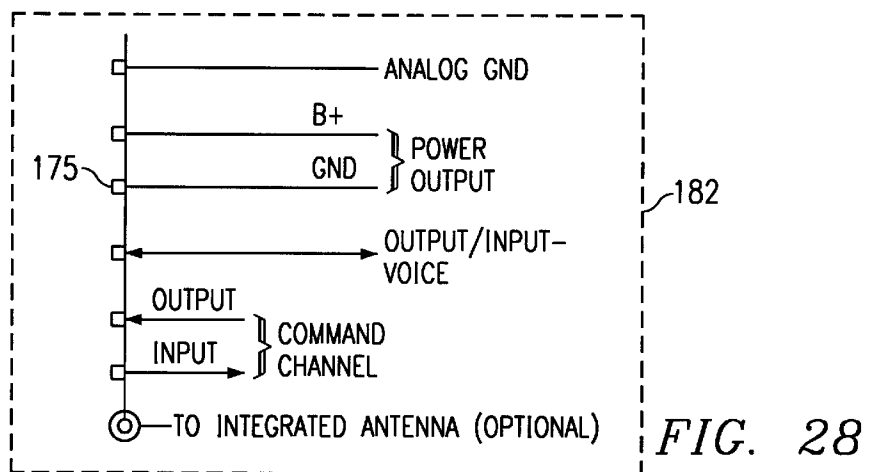 ANALOG GND
B+
POWER
175
GND
OUTPUT
182
OUTPUT/INPUT-
VOICE
OUTPUT
COMMAND
INPUT
CHANNEL
TO INTEGRATED ANTENNA (OPTIONAL)
FIG. 28